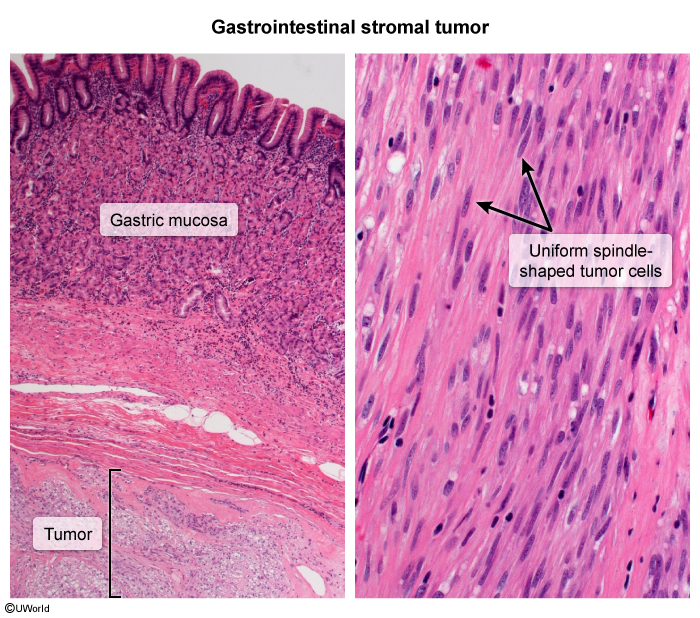 Gastrointestinal stromal tumor
Gastric mucosa
Uniform spindle-
shaped tumor cells
Tumor
©UWorld